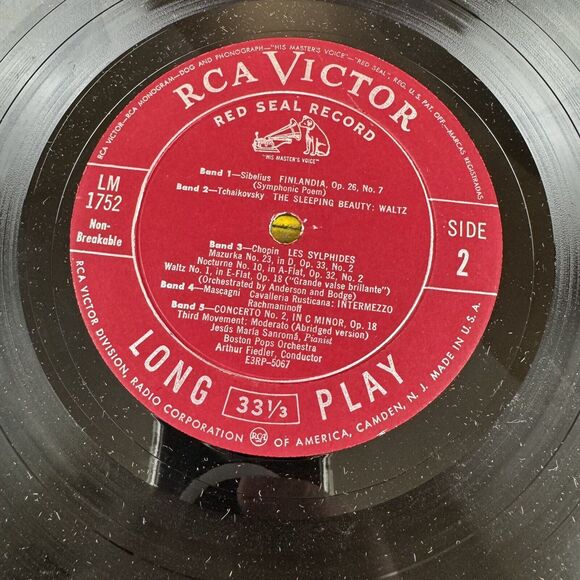 RCA VICTOR—RCA MONOGRAM—DOG AND PHONOGRAPH—"HIS MASTER'S VOICE"—"RED SEAL", REG. U.S. PAT. OFF.—MARCAS REGISTRADAS
RCA VICTOR
RED SEAL RECORD
"HIS MASTER'S VOICE"
LM
1752
Non-
Breakable
SIDE
2
Band 1—Sibelius FINLANDIA, Op. 26, No. 7
(Symphonic Poem)
Band 2—Tchaikovsky THE SLEEPING BEAUTY: WALTZ
Band 3—Chopin LES SYLPHIDES
Mazurka No. 23, in D, Op. 33, No. 2
Nocturne No. 10, in A-Flat, Op. 32, No. 2
Waltz No. 1, in E-Flat, Op. 18 ("Grande valse brillante")
(Orchestrated by Anderson and Bodge)
Band 4—Mascagni Cavalleria Rusticana: INTERMEZZO
Rachmaninoff
Band 5—CONCERTO No. 2, IN C MINOR, Op. 18
Third Movement: Moderato (Abridged version)
Jesús María Sanromá, Pianist
Boston Pops Orchestra
Arthur Fiedler, Conductor
E3RP-5067
LONG 33 1/3 PLAY
RCA VICTOR DIVISION, RADIO CORPORATION RCA OF AMERICA, CAMDEN, N. J. MADE IN U.S.A.